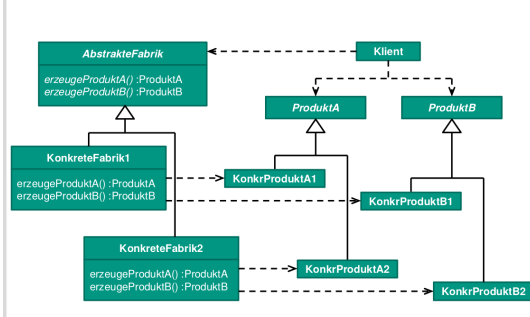 AbstrakteFabrik
erzeugeProduktA() :ProduktA
erzeugeProduktB() :ProduktB
Klient
ProduktA
ProduktB
KonkreteFabrik1
erzeugeProduktA() :ProduktA
erzeugeProduktB() :ProduktB
KonkrProduktA1
KonkrProduktB1
KonkreteFabrik2
erzeugeProduktA() :ProduktA
erzeugeProduktB() :ProduktB
KonkrProduktA2
KonkrProduktB2